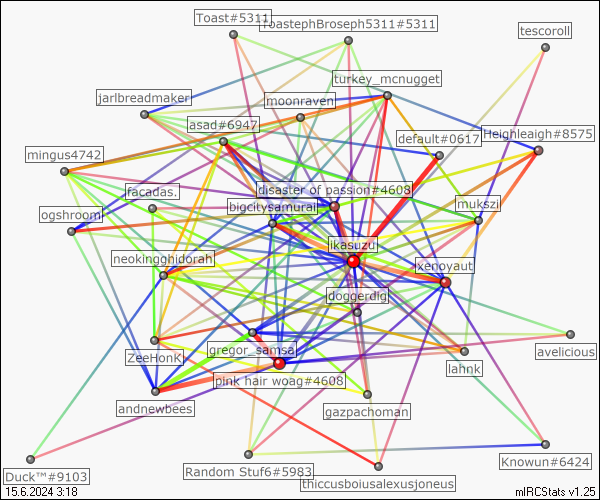 Toast#5311
ToastephBroseph5311#5311
tescoroll
turkey_mcnugget
jarlbreadmaker
moonraven
asad#6947
default#0617
Heighleaigh#8575
mingus4742
facadas.
disaster of passion#4608
mukszi
ogshroom
bigcitysamurai
ikasuzu
neokingghidorah
xenoyaut
doggerdig
ZeeHonK
gregor_samsa
lahnk
avelicious
pink hair woag#4608
andnewbees
gazpachoman
Duck™#9103
Random Stuf6#5983
thiccusboiusalexusjoneus
Knowun#6424
15.6.2024 3:18
mIRCStats v1.25